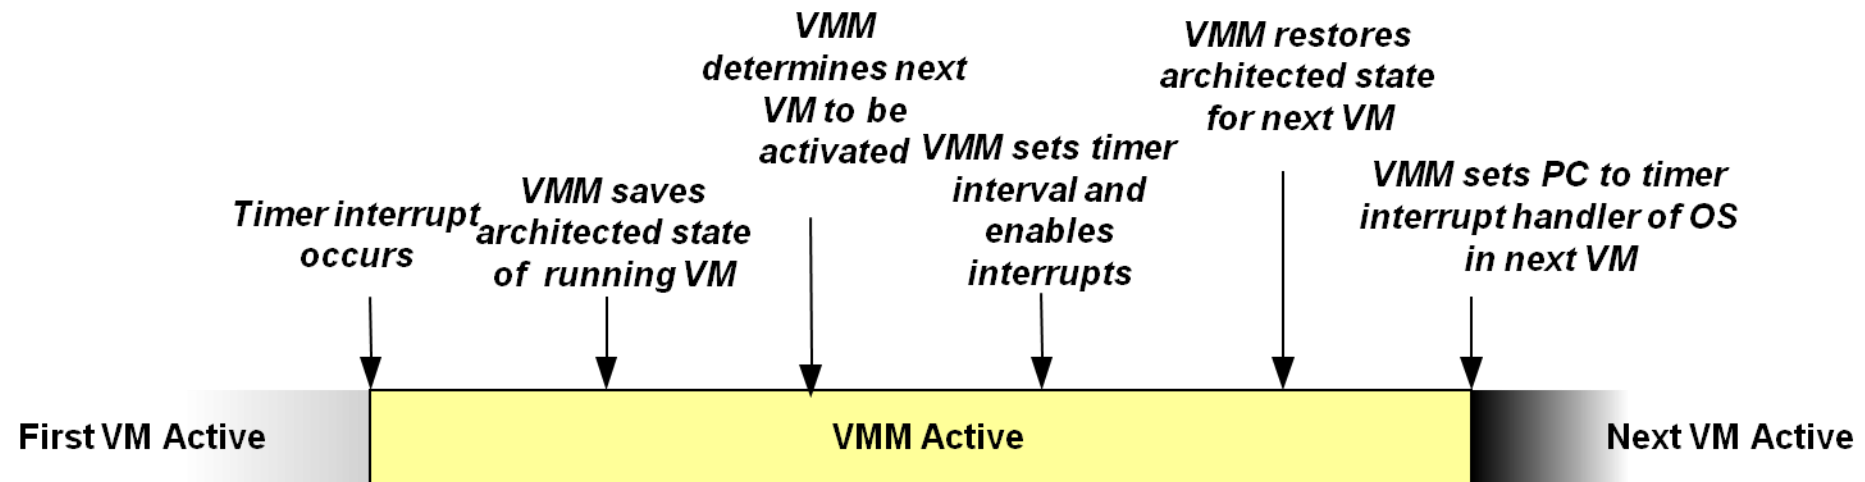 Timer interrupt
occurs
VMM saves
architected state
of running VM
VMM
determines next
VM to be
activated
VMM sets timer
interval and
enables
interrupts
VMM restores
architected state
for next VM
VMM sets PC to timer
interrupt handler of OS
in next VM
First VM Active
VMM Active
Next VM Active